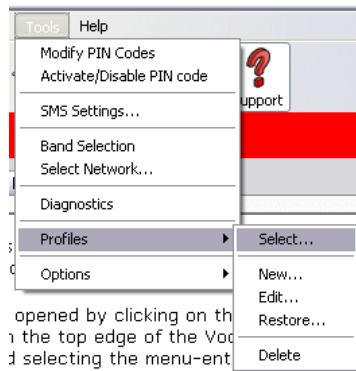 Tools Help
Modify PIN Codes
Activate/Disable PIN code
upport
SMS Settings...
Band Selection
Select Network...
Diagnostics
Profiles
Select...
Options
New...
Edit...
Restore...
Delete
opened by clicking on th
the top edge of the Voc
selecting the menu-ent